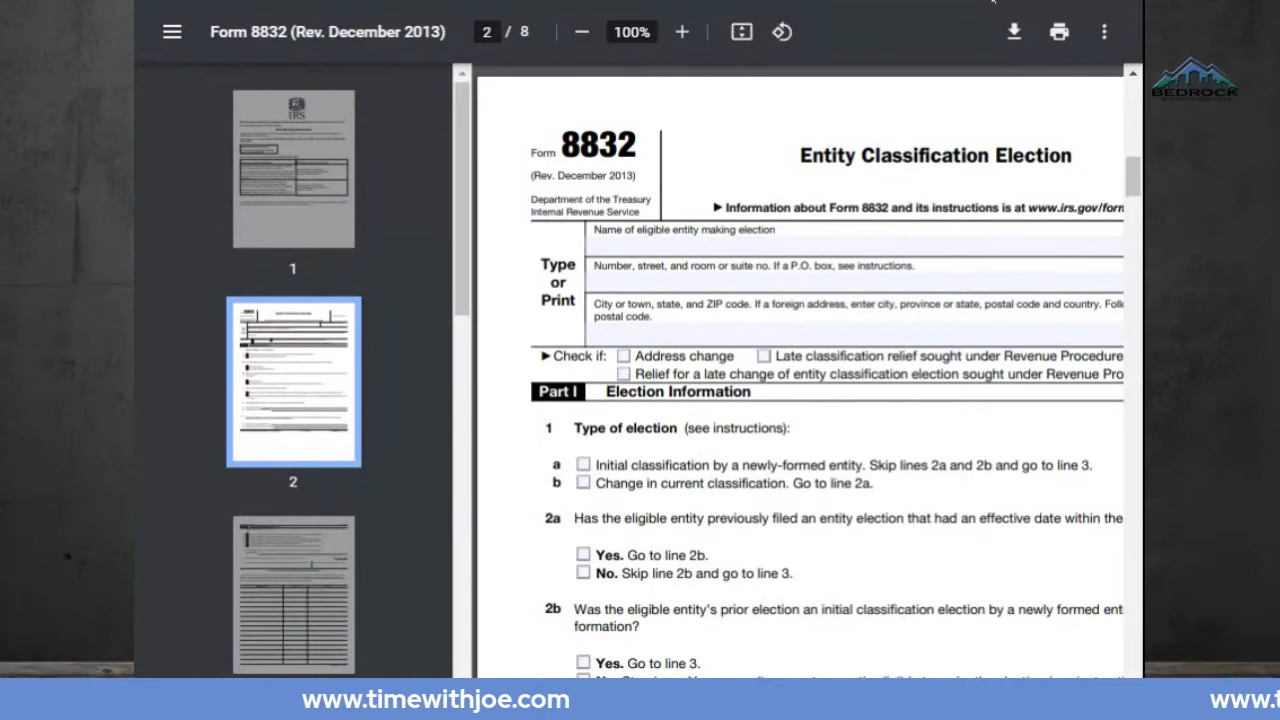 Form 8832 (Rev. December 2013)
2 / 8
100%
BEDROCK
IRS
1
2
Form 8832
(Rev. December 2013)
Department of the Treasury
Internal Revenue Service
Entity Classification Election
▶ Information about Form 8832 and its instructions is at www.irs.gov/form
Type
or
Print
Name of eligible entity making election
Number, street, and room or suite no. If a P.O. box, see instructions.
City or town, state, and ZIP code. If a foreign address, enter city, province or state, postal code and country. Foll
postal code.
▶ Check if: Address change Late classification relief sought under Revenue Procedure
Relief for a late change of entity classification election sought under Revenue Pro
Part I Election Information
1 Type of election (see instructions):
a Initial classification by a newly-formed entity. Skip lines 2a and 2b and go to line 3.
b Change in current classification. Go to line 2a.
2a Has the eligible entity previously filed an entity election that had an effective date within the
Yes. Go to line 2b.
No. Skip line 2b and go to line 3.
2b Was the eligible entity's prior election an initial classification election by a newly formed ent
formation?
Yes. Go to line 3.
www.timewithjoe.com
www.t